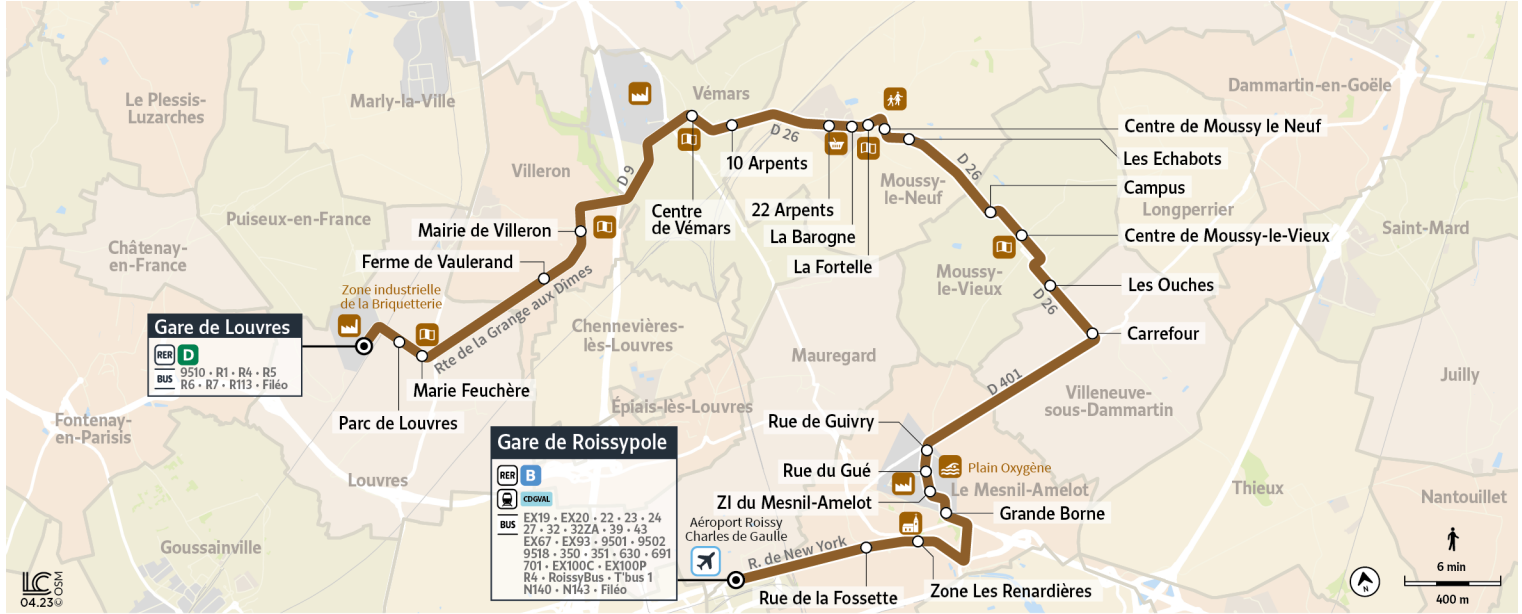 Le Plessis-
Luzarches
Marly-la-Ville
Vémars
Dammartin-en-Goële
Villeron
D 9
D 26
10 Arpents
Centre de Moussy le Neuf
Les Echabots
D 26
Campus
Moussy-
le-Neuf
Longperrier
Puiseux-en-France
Centre
de Vémars
22 Arpents
La Barogne
La Fortelle
Centre de Moussy-le-Vieux
Saint-Mard
Mairie de Villeron
Châtenay-
en-France
Ferme de Vaulerand
Moussy-
le-Vieux
D 26
Les Ouches
Zone industrielle
de la Briquetterie
Rte de la Grange aux Dîmes
Gare de Louvres
RER D
BUS
9510 • R1 • R4 • R5
R6 • R7 • R113 • Filéo
Chennevières-
lès-Louvres
Carrefour
Mauregard
Marie Feuchère
D 401
Juilly
Villeneuve-
sous-Dammartin
Parc de Louvres
Épiais-lès-Louvres
Fontenay-
en-Parisis
Rue de Guivry
Gare de Roissypole
RER B
CDGVAL
BUS
EX19 • EX20 • 22 • 23 • 24
27 • 32 • 32ZA • 39 • 43
EX67 • EX93 • 9501 • 9502
9518 • 350 • 351 • 630 • 691
701 • EX100C • EX100P
R4 • RoissyBus • T'bus 1
N140 • N143 • Filéo
Rue du Gué
Plain Oxygène
Louvres
ZI du Mesnil-Amelot
Le Mesnil-Amelot
Thieux
Nantouillet
Grande Borne
Aéroport Roissy
Charles de Gaulle
R. de New York
Goussainville
Rue de la Fossette
Zone Les Renardières
LC
04.23 © OSM
N
6 min
400 m